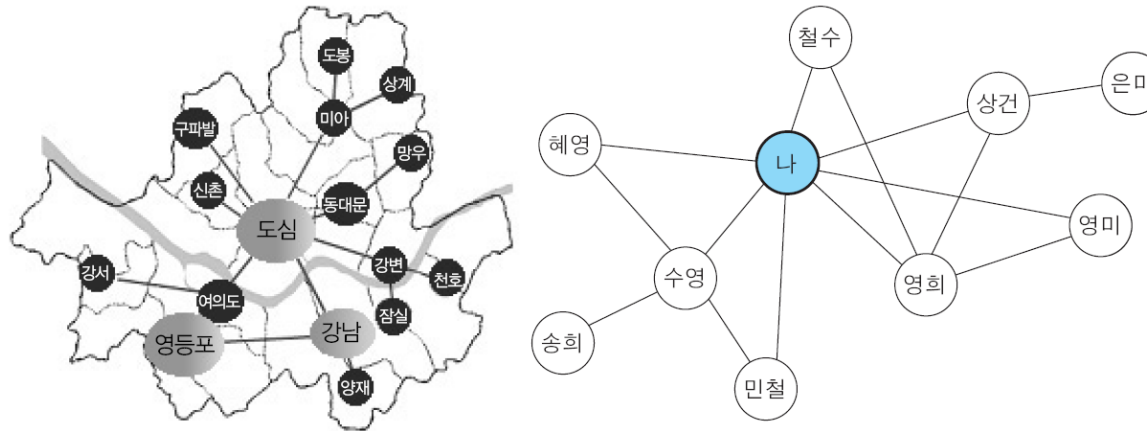 도봉
상계
미아
구파발
망우
신촌
동대문
도심
강변
천호
강서
여의도
잠실
강남
영등포
양재
철수
은미
상건
혜영
나
영미
수영
영희
송희
민철